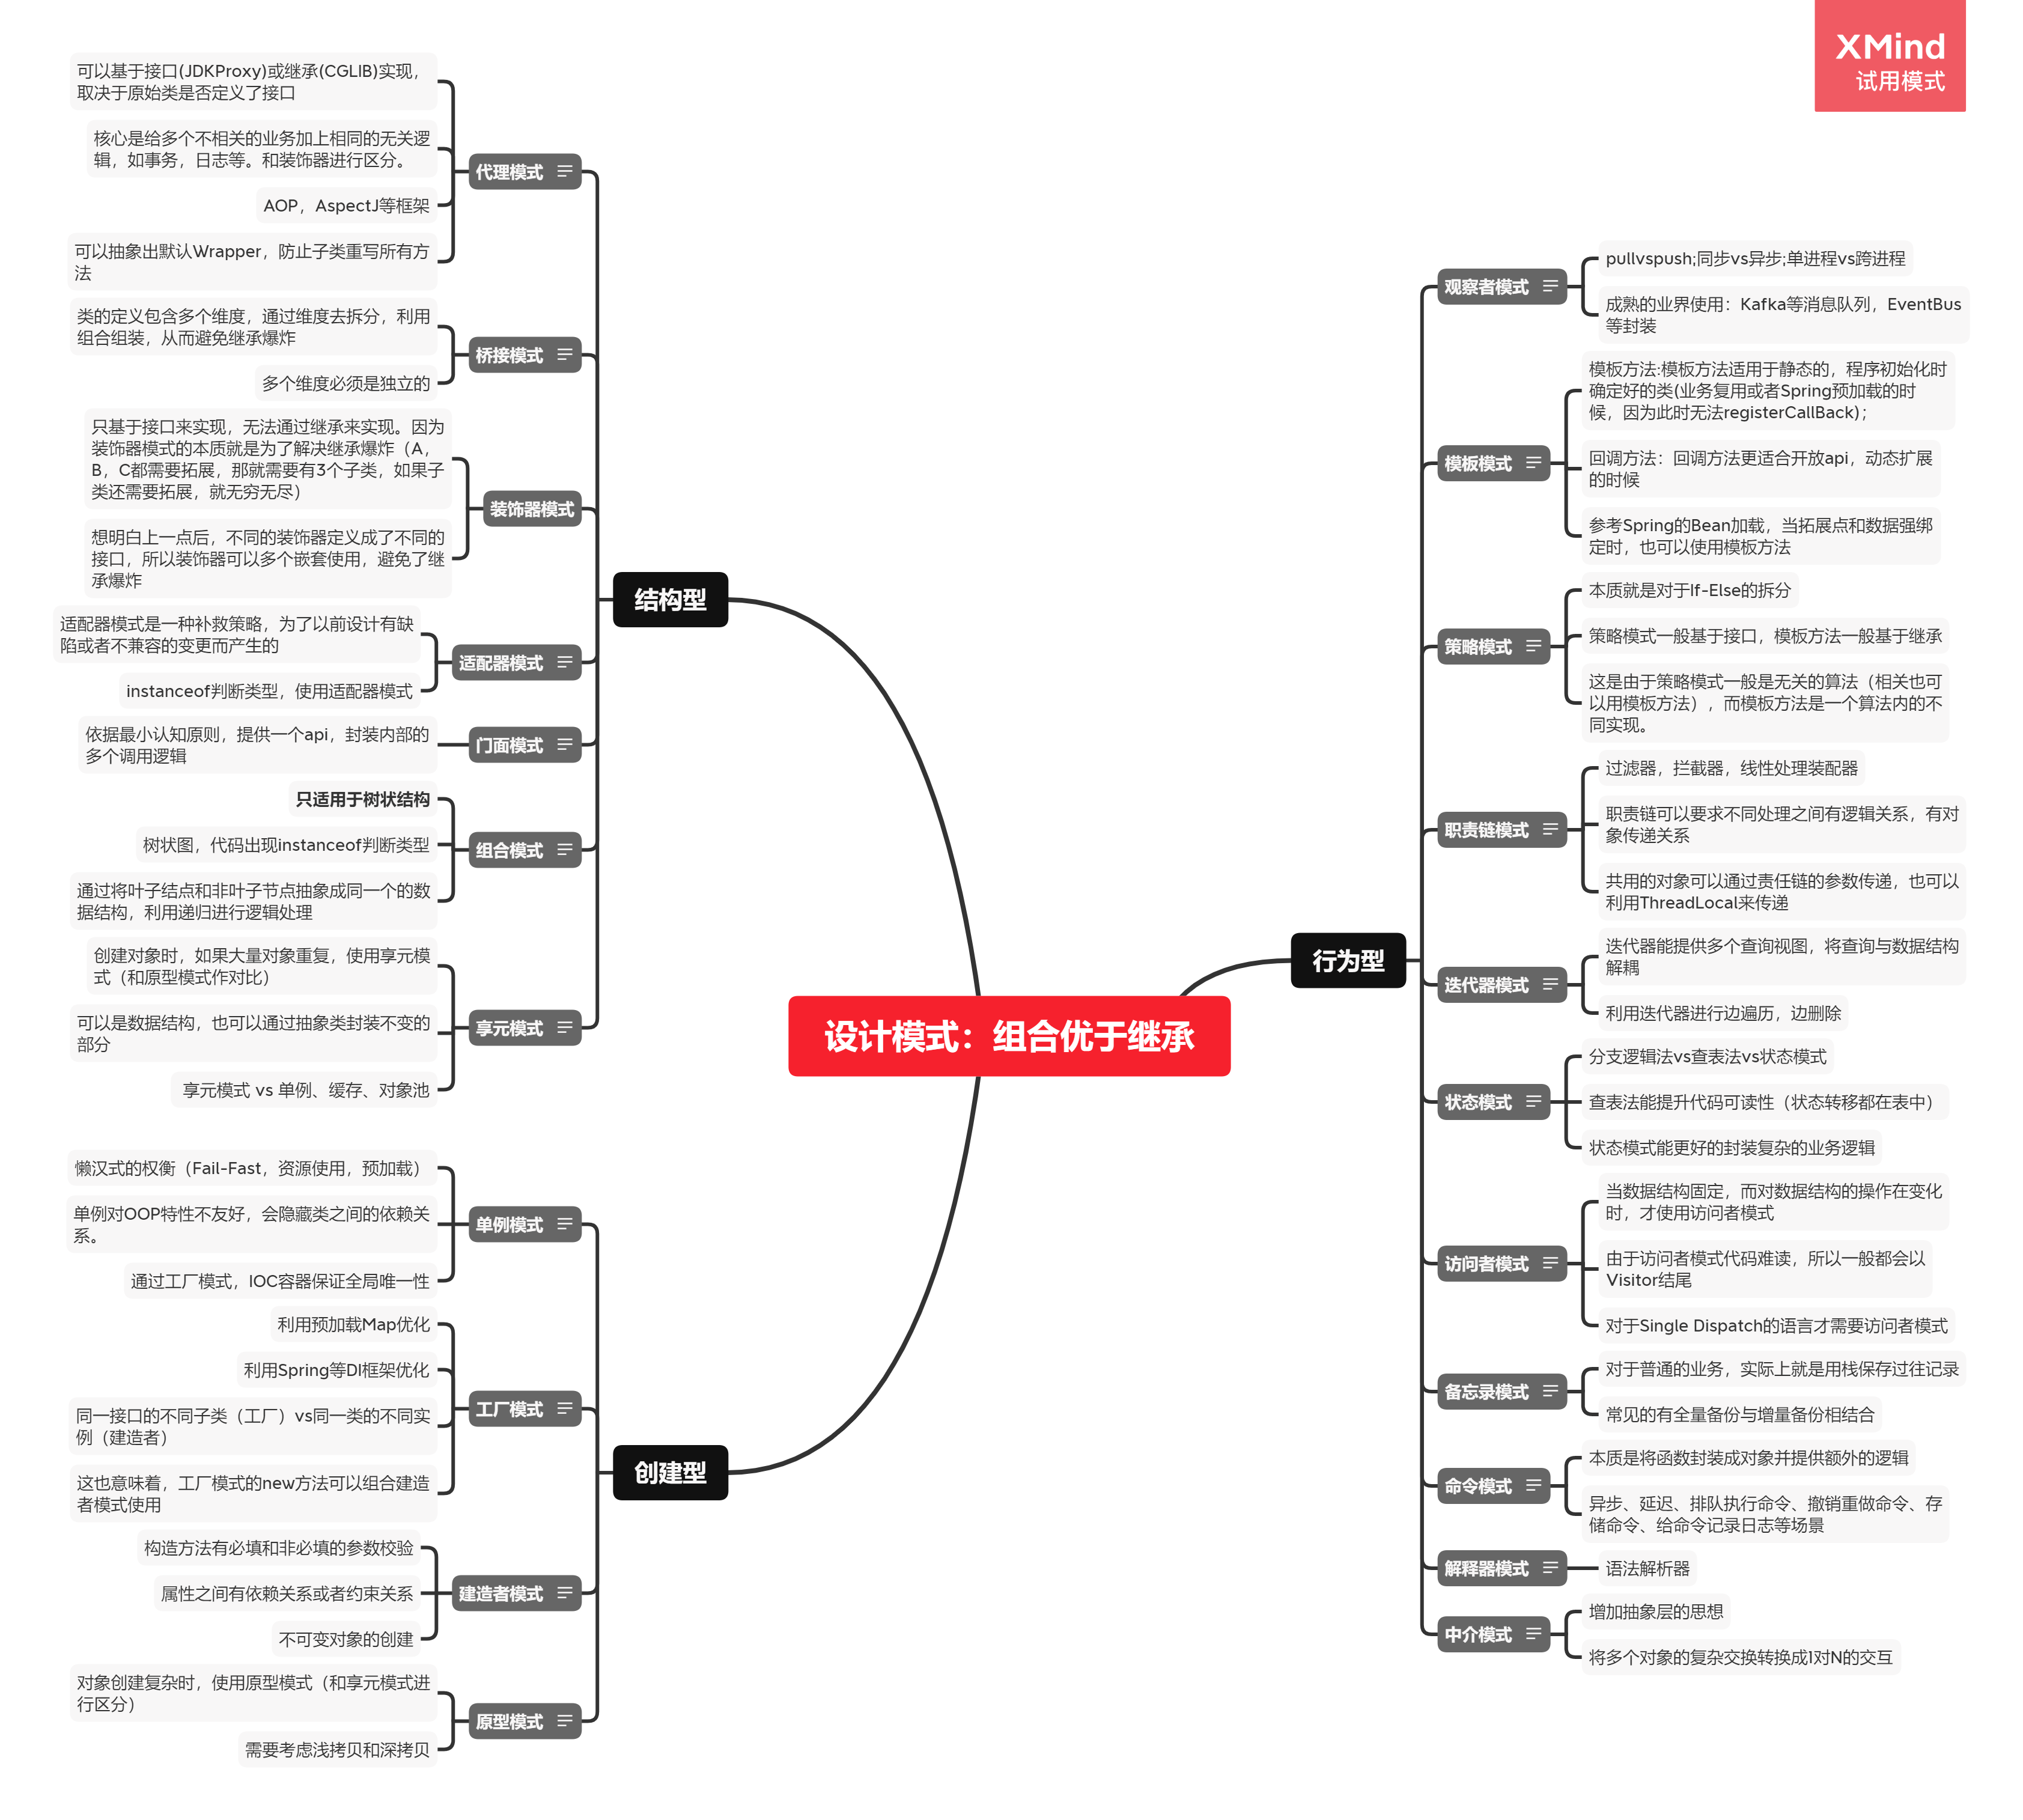 XMind
试用模式
设计模式：组合优于继承
结构型
代理模式
可以基于接口(JDKProxy)或继承(CGLIB)实现，
取决于原始类是否定义了接口
核心是给多个不相关的业务加上相同的无关逻
辑，如事务，日志等。和装饰器进行区分。
AOP，AspectJ等框架
可以抽象出默认Wrapper，防止子类重写所有方
法
桥接模式
类的定义包含多个维度，通过维度去拆分，利用
组合组装，从而避免继承爆炸
多个维度必须是独立的
装饰器模式
只基于接口来实现，无法通过继承来实现。因为
装饰器模式的本质就是为了解决继承爆炸（A，
B，C都需要拓展，那就需要有3个子类，如果子
类还需要拓展，就无穷无尽）
想明白上一点后，不同的装饰器定义成了不同的
接口，所以装饰器可以多个嵌套使用，避免了继
承爆炸
适配器模式
适配器模式是一种补救策略，为了以前设计有缺
陷或者不兼容的变更而产生的
instanceof判断类型，使用适配器模式
门面模式
依据最小认知原则，提供一个api，封装内部的
多个调用逻辑
组合模式
只适用于树状结构
树状图，代码出现instanceof判断类型
通过将叶子结点和非叶子节点抽象成同一个的数
据结构，利用递归进行逻辑处理
享元模式
创建对象时，如果大量对象重复，使用享元模
式（和原型模式作对比）
可以是数据结构，也可以通过抽象类封装不变的
部分
享元模式 vs 单例、缓存、对象池
创建型
单例模式
懒汉式的权衡（Fail-Fast，资源使用，预加载）
单例对OOP特性不友好，会隐藏类之间的依赖关
系。
通过工厂模式，IOC容器保证全局唯一性
工厂模式
利用预加载Map优化
利用Spring等DI框架优化
同一接口的不同子类（工厂）vs同一类的不同实
例（建造者）
这也意味着，工厂模式的new方法可以组合建造
者模式使用
建造者模式
构造方法有必填和非必填的参数校验
属性之间有依赖关系或者约束关系
不可变对象的创建
原型模式
对象创建复杂时，使用原型模式（和享元模式进
行区分）
需要考虑浅拷贝和深拷贝
行为型
观察者模式
pullvspush;同步vs异步;单进程vs跨进程
成熟的业界使用：Kafka等消息队列，EventBus
等封装
模板模式
模板方法:模板方法适用于静态的，程序初始化时
确定好的类(业务复用或者Spring预加载的时
候，因为此时无法registerCallBack)；
回调方法：回调方法更适合开放api，动态扩展
的时候
参考Spring的Bean加载，当拓展点和数据强绑
定时，也可以使用模板方法
策略模式
本质就是对于If-Else的拆分
策略模式一般基于接口，模板方法一般基于继承
这是由于策略模式一般是无关的算法（相关也可
以用模板方法），而模板方法是一个算法内的不
同实现。
职责链模式
过滤器，拦截器，线性处理装配器
职责链可以要求不同处理之间有逻辑关系，有对
象传递关系
共用的对象可以通过责任链的参数传递，也可以
利用ThreadLocal来传递
迭代器模式
迭代器能提供多个查询视图，将查询与数据结构
解耦
利用迭代器进行边遍历，边删除
状态模式
分支逻辑法vs查表法vs状态模式
查表法能提升代码可读性（状态转移都在表中）
状态模式能更好的封装复杂的业务逻辑
访问者模式
当数据结构固定，而对数据结构的操作在变化
时，才使用访问者模式
由于访问者模式代码难读，所以一般都会以
Visitor结尾
对于Single Dispatch的语言才需要访问者模式
备忘录模式
对于普通的业务，实际上就是用栈保存过往记录
常见的有全量备份与增量备份相结合
命令模式
本质是将函数封装成对象并提供额外的逻辑
异步、延迟、排队执行命令、撤销重做命令、存
储命令、给命令记录日志等场景
解释器模式
语法解析器
中介模式
增加抽象层的思想
将多个对象的复杂交换转换成1对N的交互